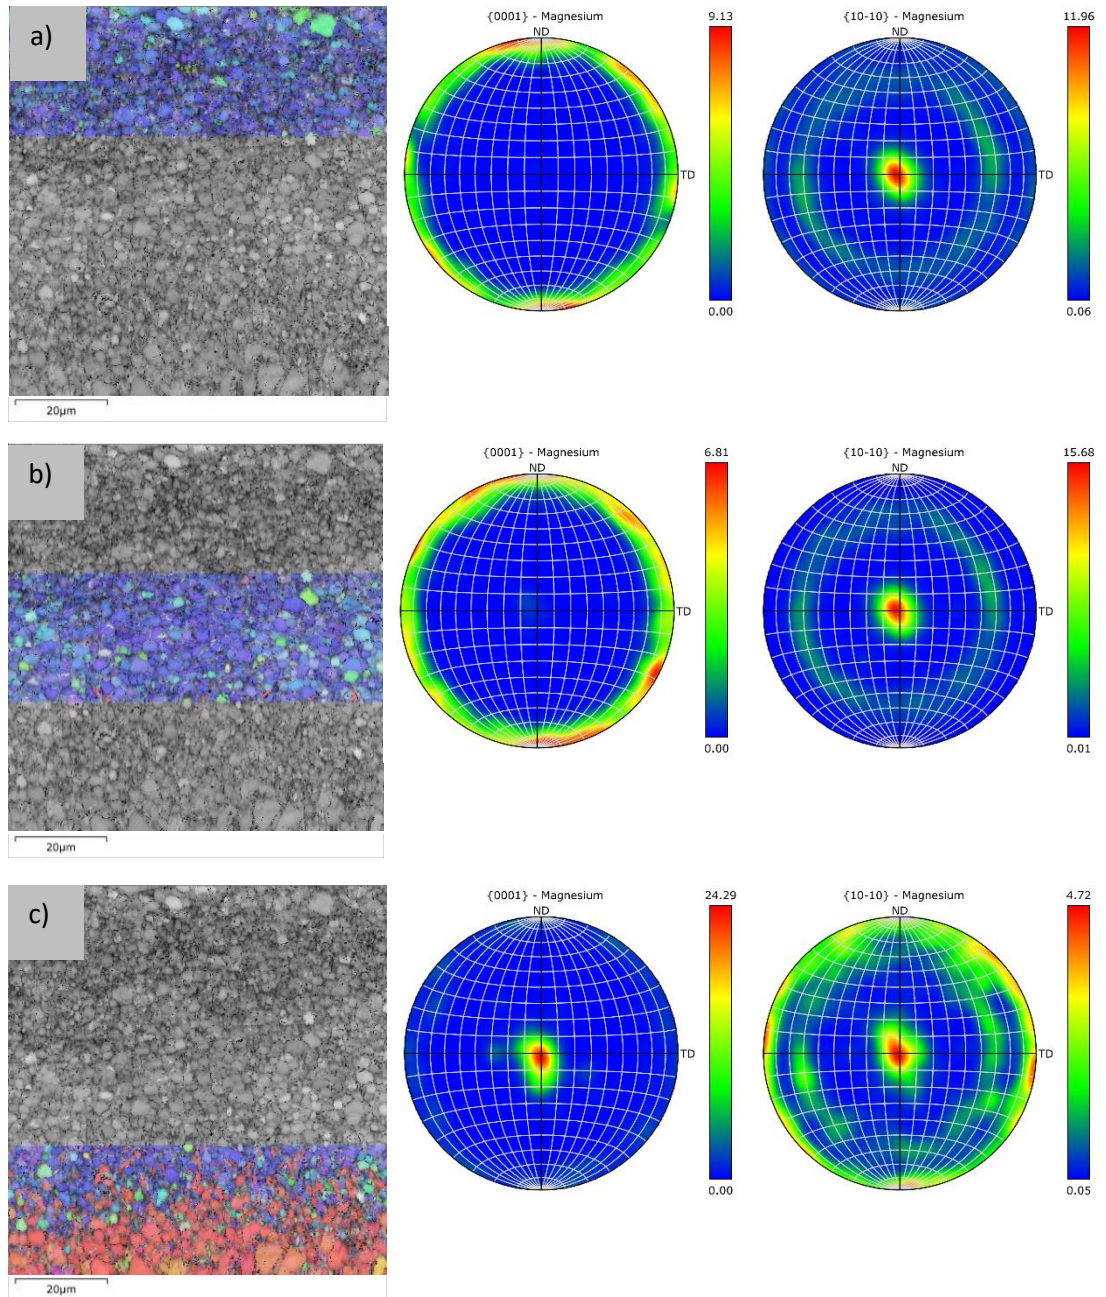 a)
20µm
{0001} - Magnesium
ND
TD
9.13
0.00
{10-10} - Magnesium
ND
TD
11.96
0.06
b)
20µm
{0001} - Magnesium
ND
TD
6.81
0.00
{10-10} - Magnesium
ND
TD
15.68
0.01
c)
20µm
{0001} - Magnesium
ND
TD
24.29
0.00
{10-10} - Magnesium
ND
TD
4.72
0.05